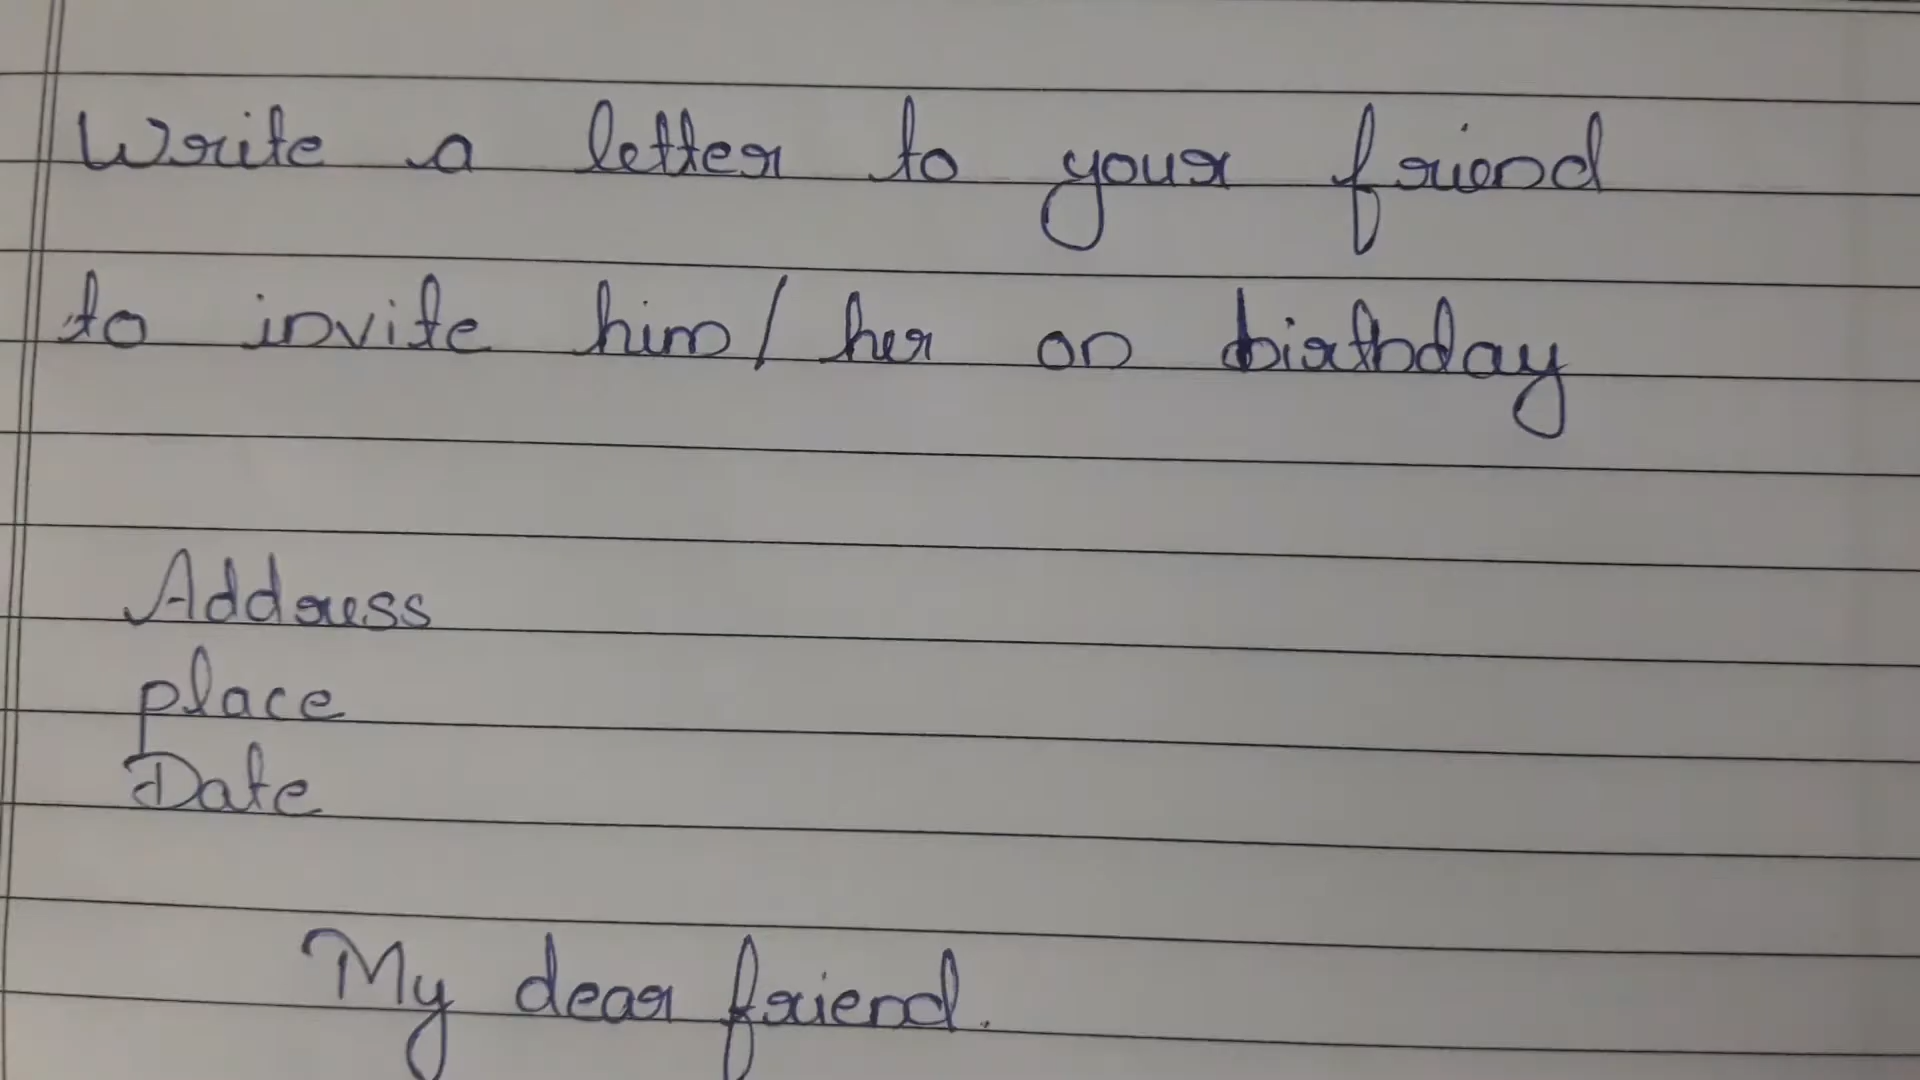 Write a letter to your friend
to invite him/her on birthday
Address
place
Date
My dear friend.